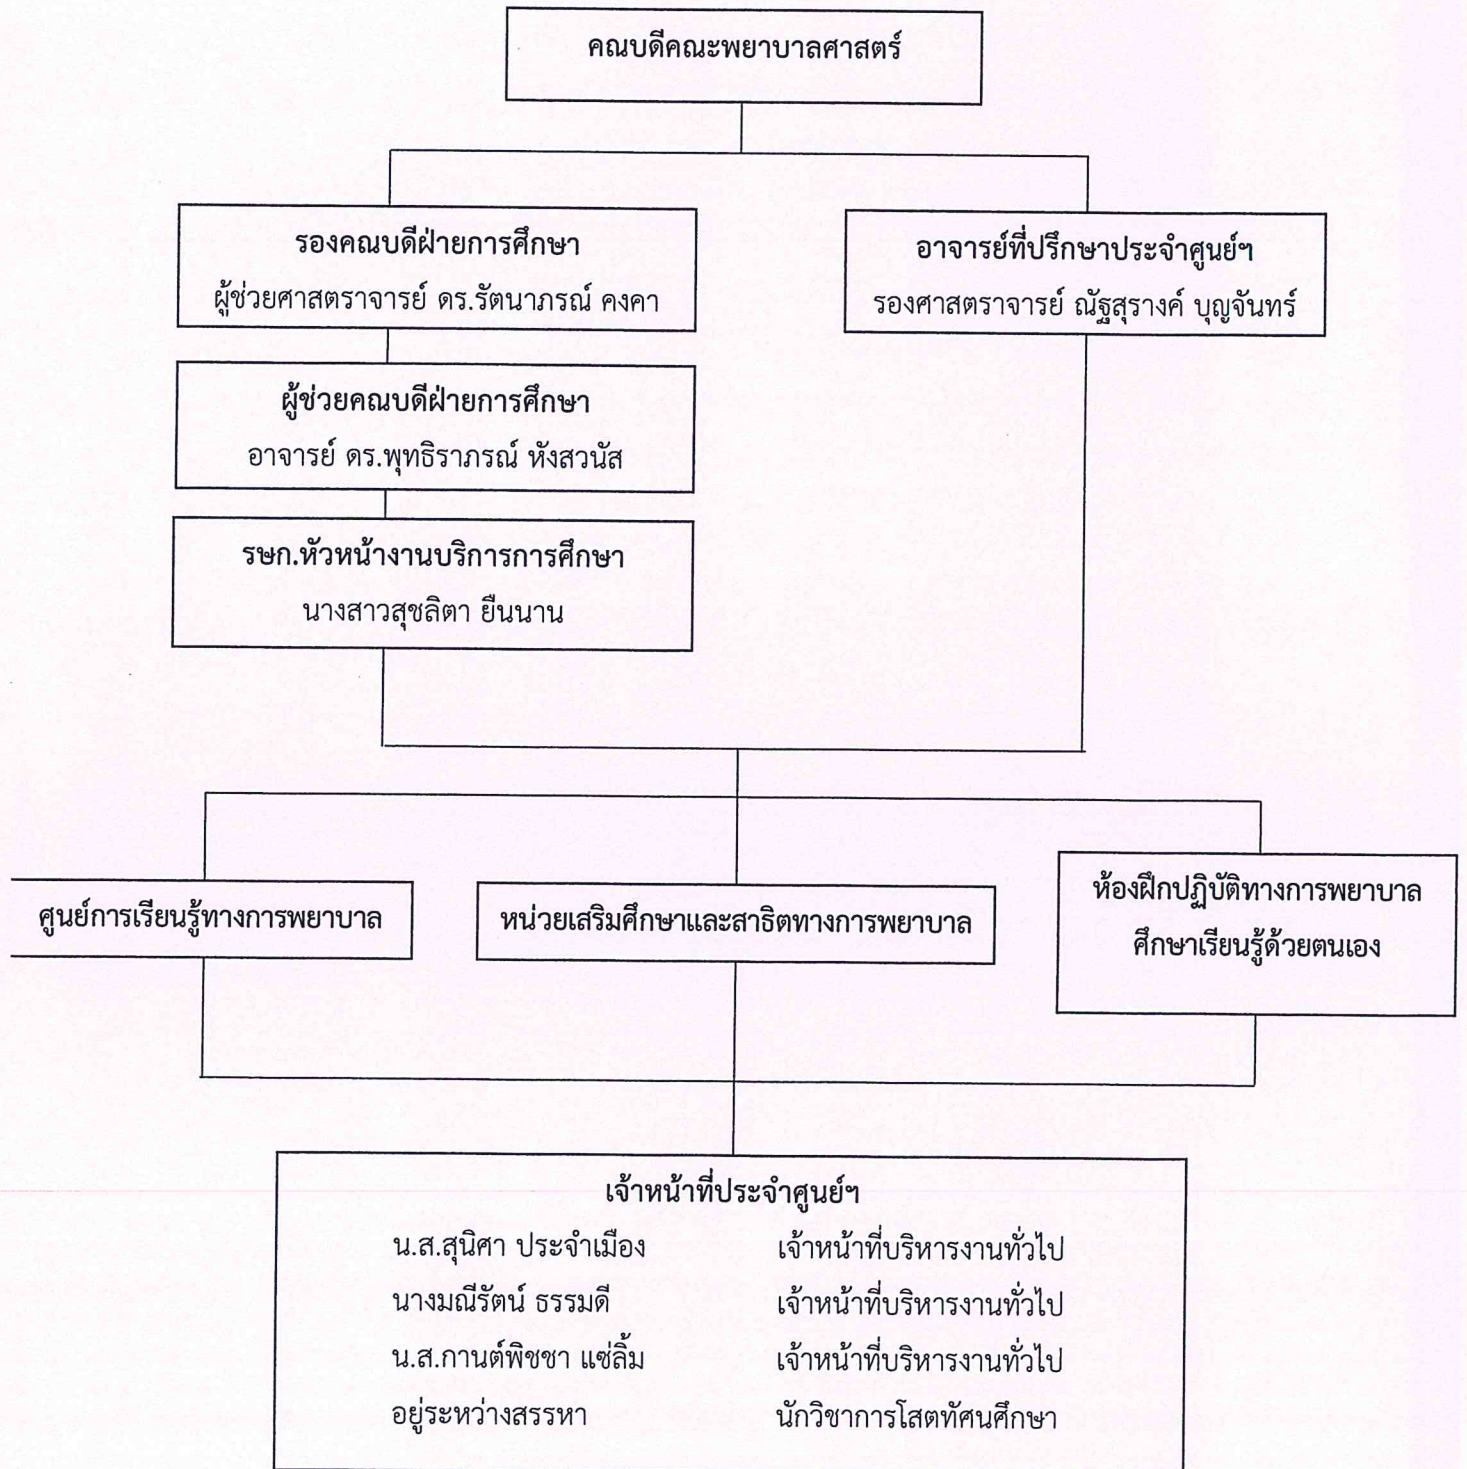 คณบดีคณะพยาบาลศาสตร์
รองคณบดีฝ่ายการศึกษา
ผู้ช่วยศาสตราจารย์ ดร.รัตนาภรณ์ คงคา
อาจารย์ที่ปรึกษาประจำศูนย์ฯ
รองศาสตราจารย์ ณัฐสุรางค์ บุญจันทร์
ผู้ช่วยคณบดีฝ่ายการศึกษา
อาจารย์ ดร.พุทธิราภรณ์ หังสวนัส
รษก.หัวหน้างานบริการการศึกษา
นางสาวสุชลิตา ยืนนาน
ศูนย์การเรียนรู้ทางการพยาบาล
หน่วยเสริมศึกษาและสาธิตทางการพยาบาล
ห้องฝึกปฏิบัติทางการพยาบาล
ศึกษาเรียนรู้ด้วยตนเอง
เจ้าหน้าที่ประจำศูนย์ฯ
น.ส.สุนิศา ประจำเมือง เจ้าหน้าที่บริหารงานทั่วไป
นางมณีรัตน์ ธรรมดี เจ้าหน้าที่บริหารงานทั่วไป
น.ส.กานต์พิชชา แซ่ลิ้ม เจ้าหน้าที่บริหารงานทั่วไป
อยู่ระหว่างสรรหา นักวิชาการโสตทัศนศึกษา